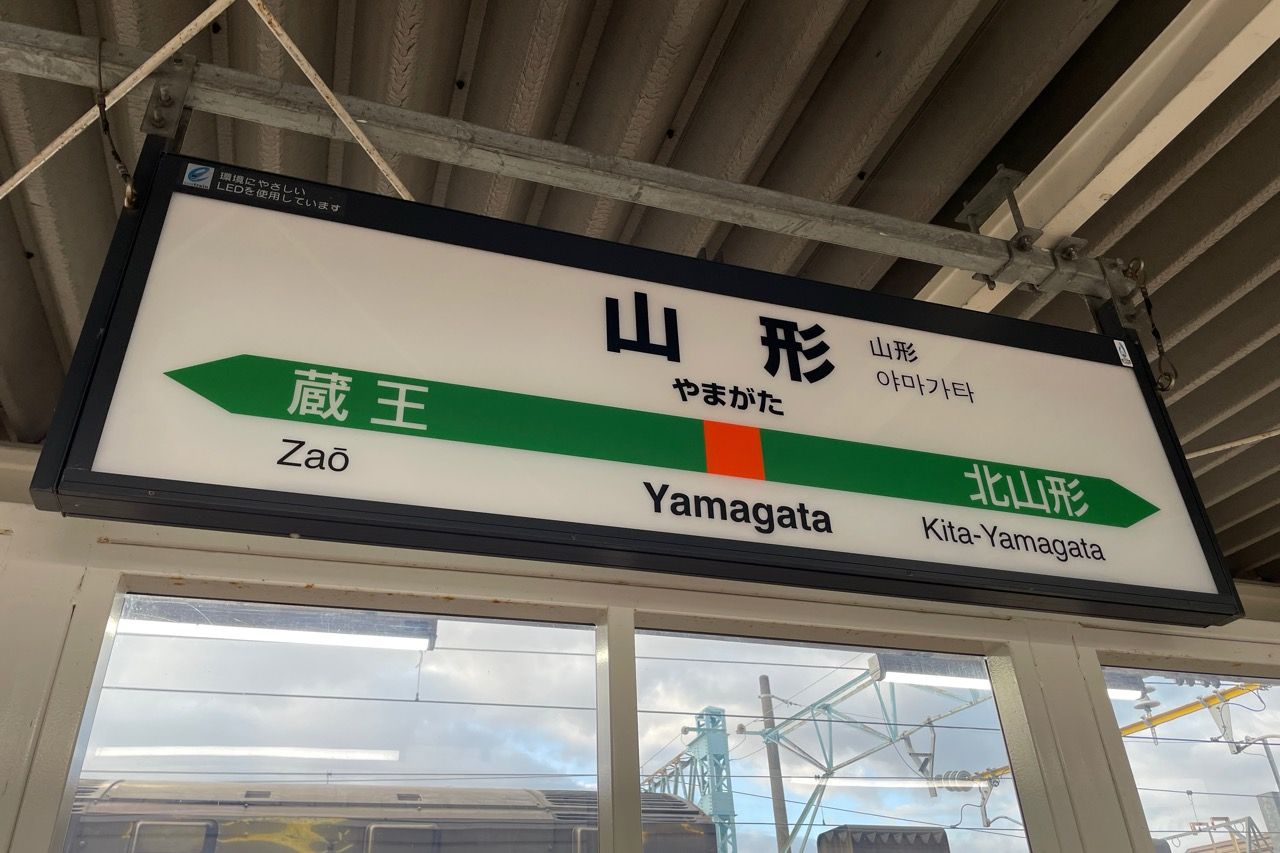 環境にやさしい
LEDを使用しています
山形
山形
야마가타
やまがた
蔵王
北山形
Zaō
Yamagata
Kita-Yamagata